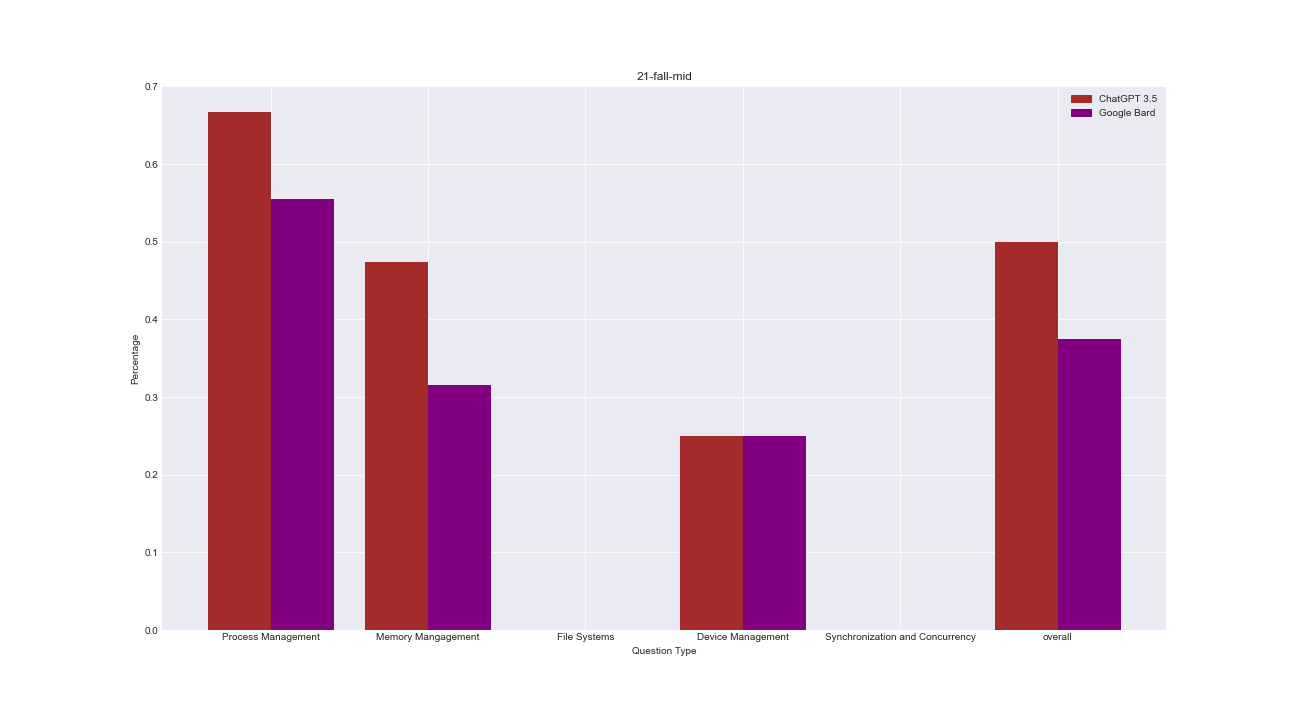 21-fall-mid
ChatGPT 3.5
Google Bard
0.7
0.6
0.5
0.4
0.3
0.2
0.1
0.0
Percentage
Process Management
Memory Mangagement
File Systems
Device Management
Synchronization and Concurrency
overall
Question Type